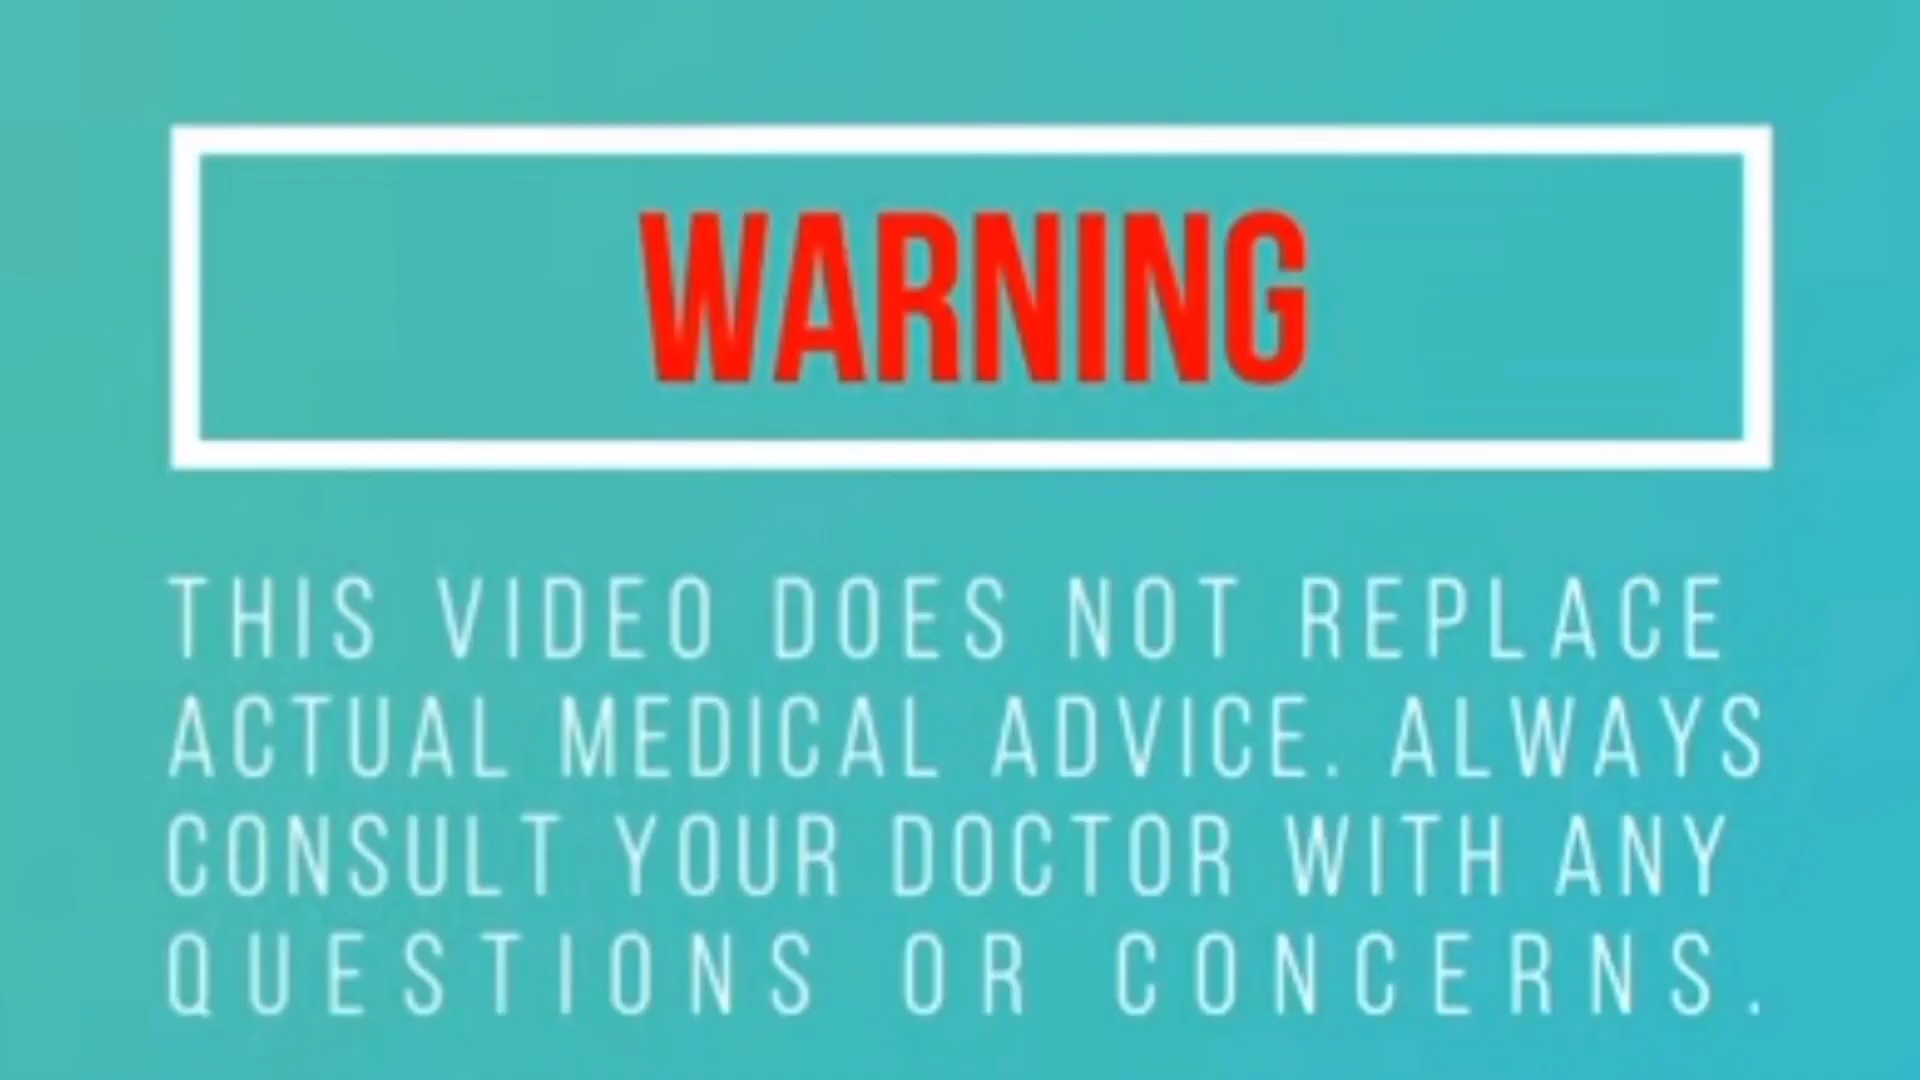 WARNING
THIS VIDEO DOES NOT REPLACE
ACTUAL MEDICAL ADVICE. ALWAYS
CONSULT YOUR DOCTOR WITH ANY
QUESTIONS OR CONCERNS.